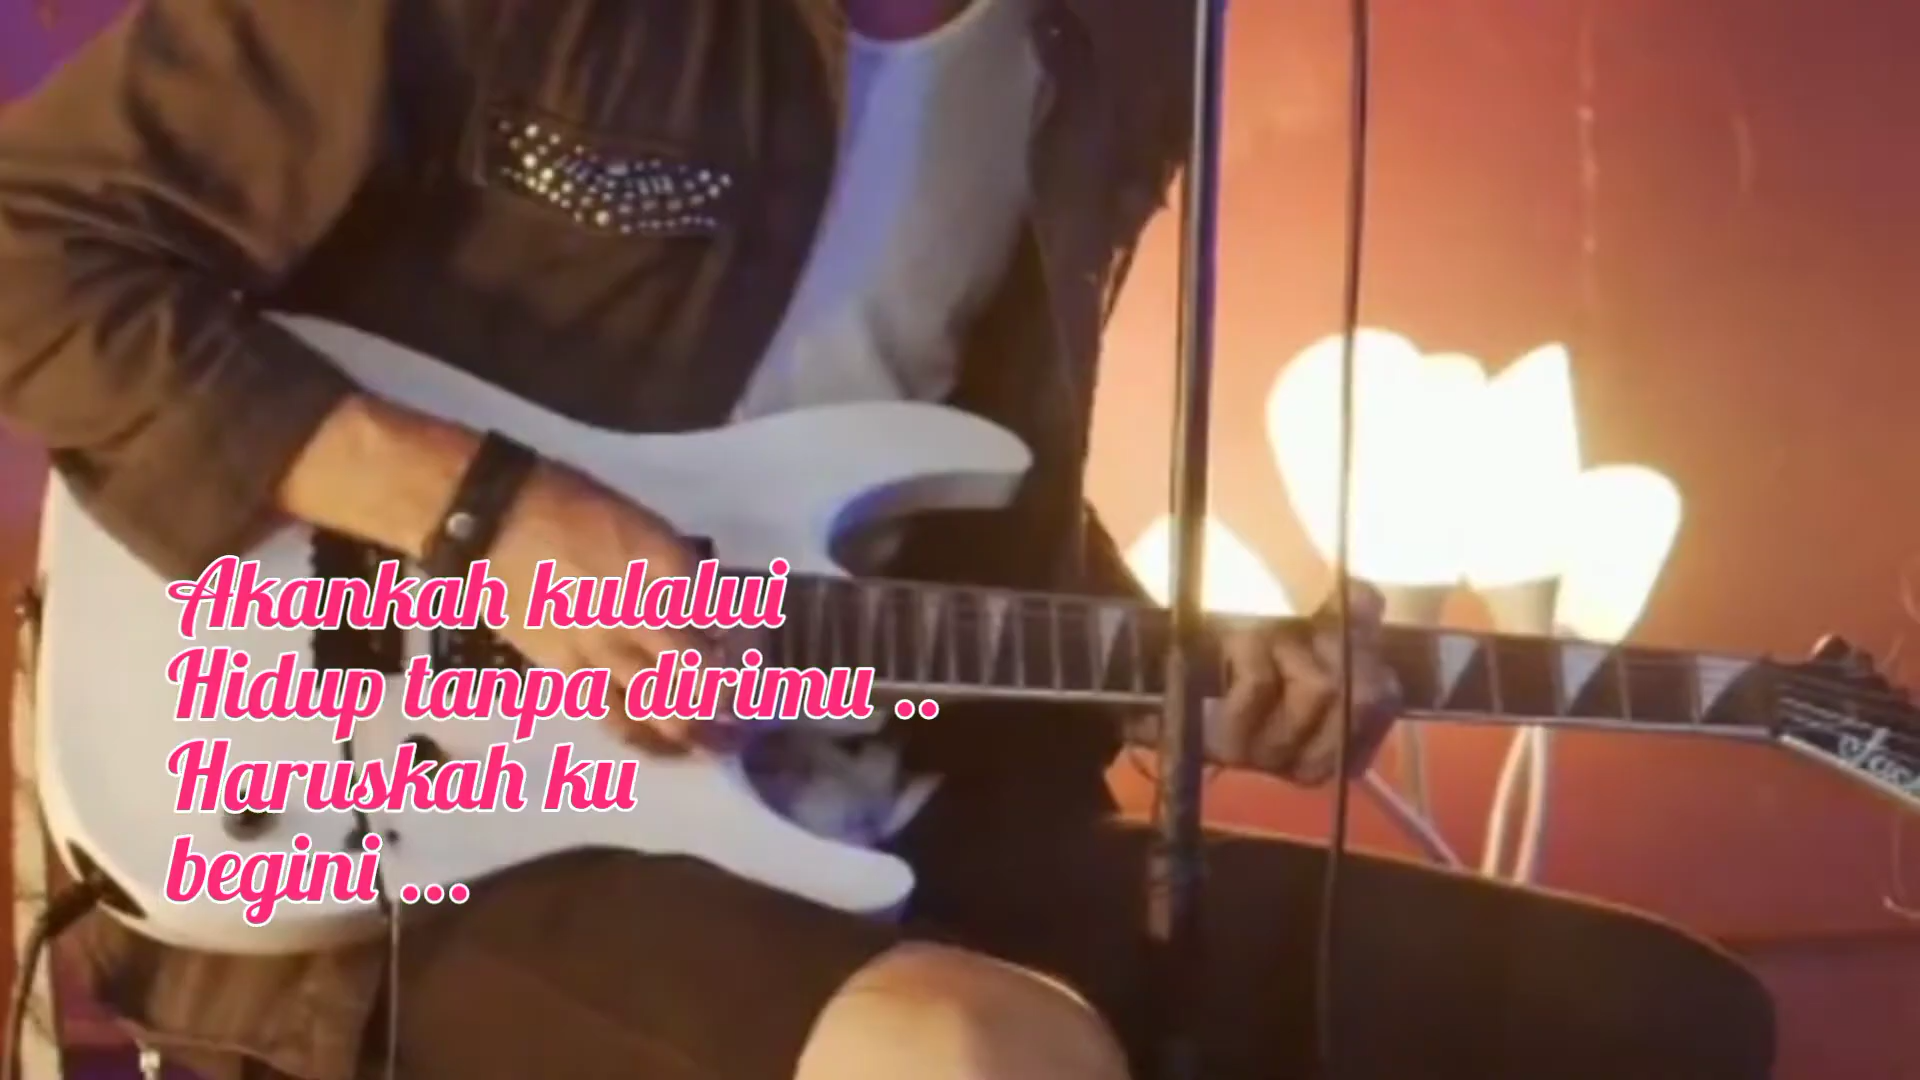 Akankah kulalui
Hidup tanpa dirimu ..
Haruskah ku
begini ...